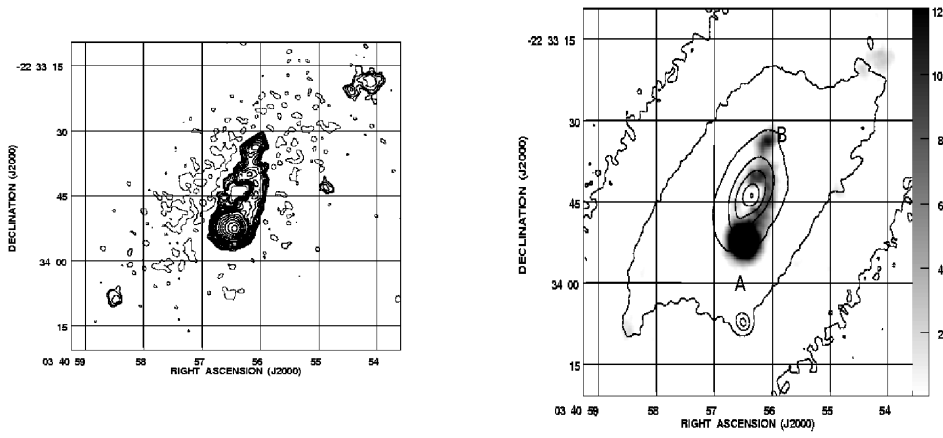 -22 33 15
30
45
34 00
15
DECLINATION (J2000)
03 40 59
58
57
56
55
54
RIGHT ASCENSION (J2000)
-22 33 15
30
45
34 00
15
DECLINATION (J2000)
B
A
03 40 59
58
57
56
55
54
RIGHT ASCENSION (J2000)
12
10
8
6
4
2